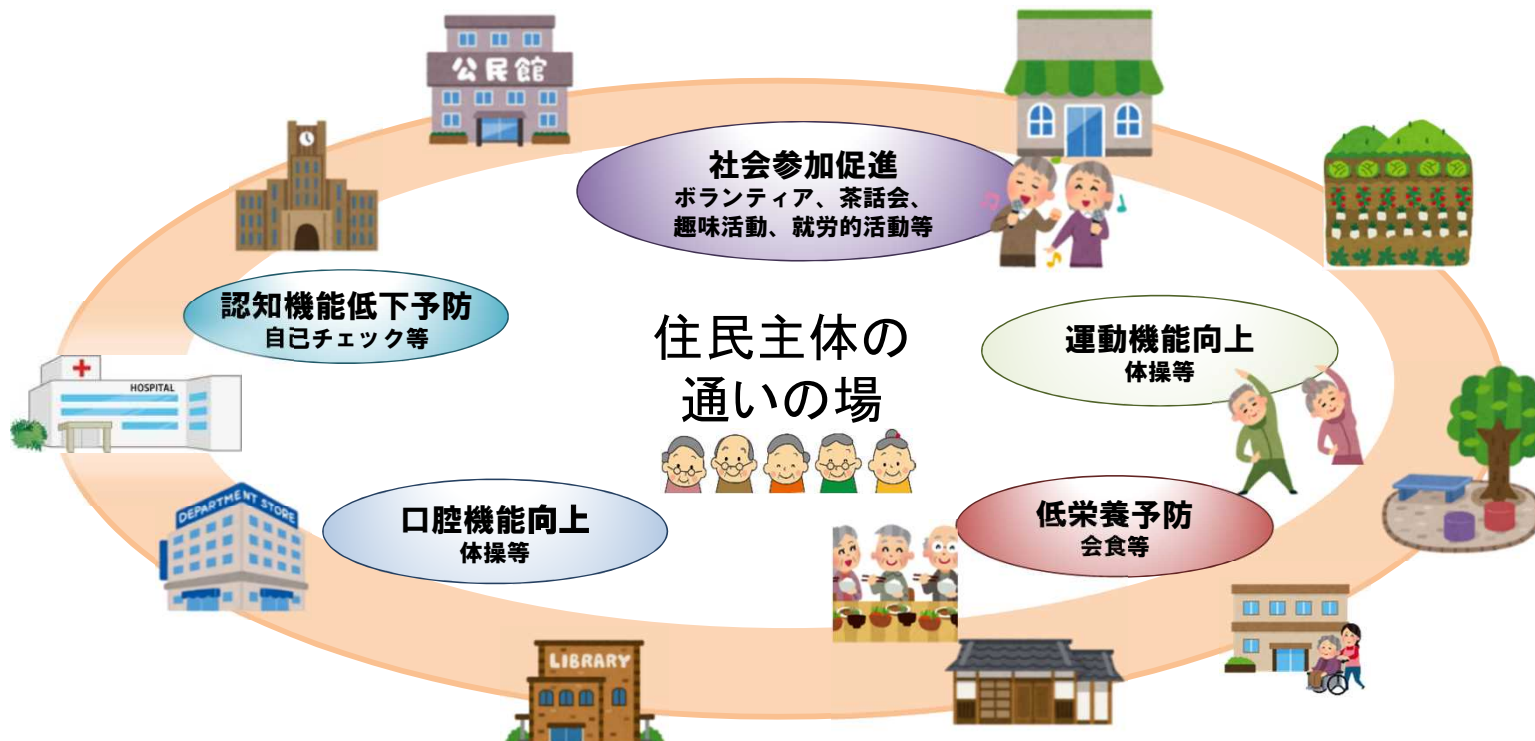 公民館
社会参加促進
ボランティア、茶話会、
趣味活動、就労的活動等
認知機能低下予防
自己チェック等
住民主体の
通いの場
運動機能向上
体操等
HOSPITAL
DEPARTMENT STORE
口腔機能向上
体操等
低栄養予防
会食等
LIBRARY